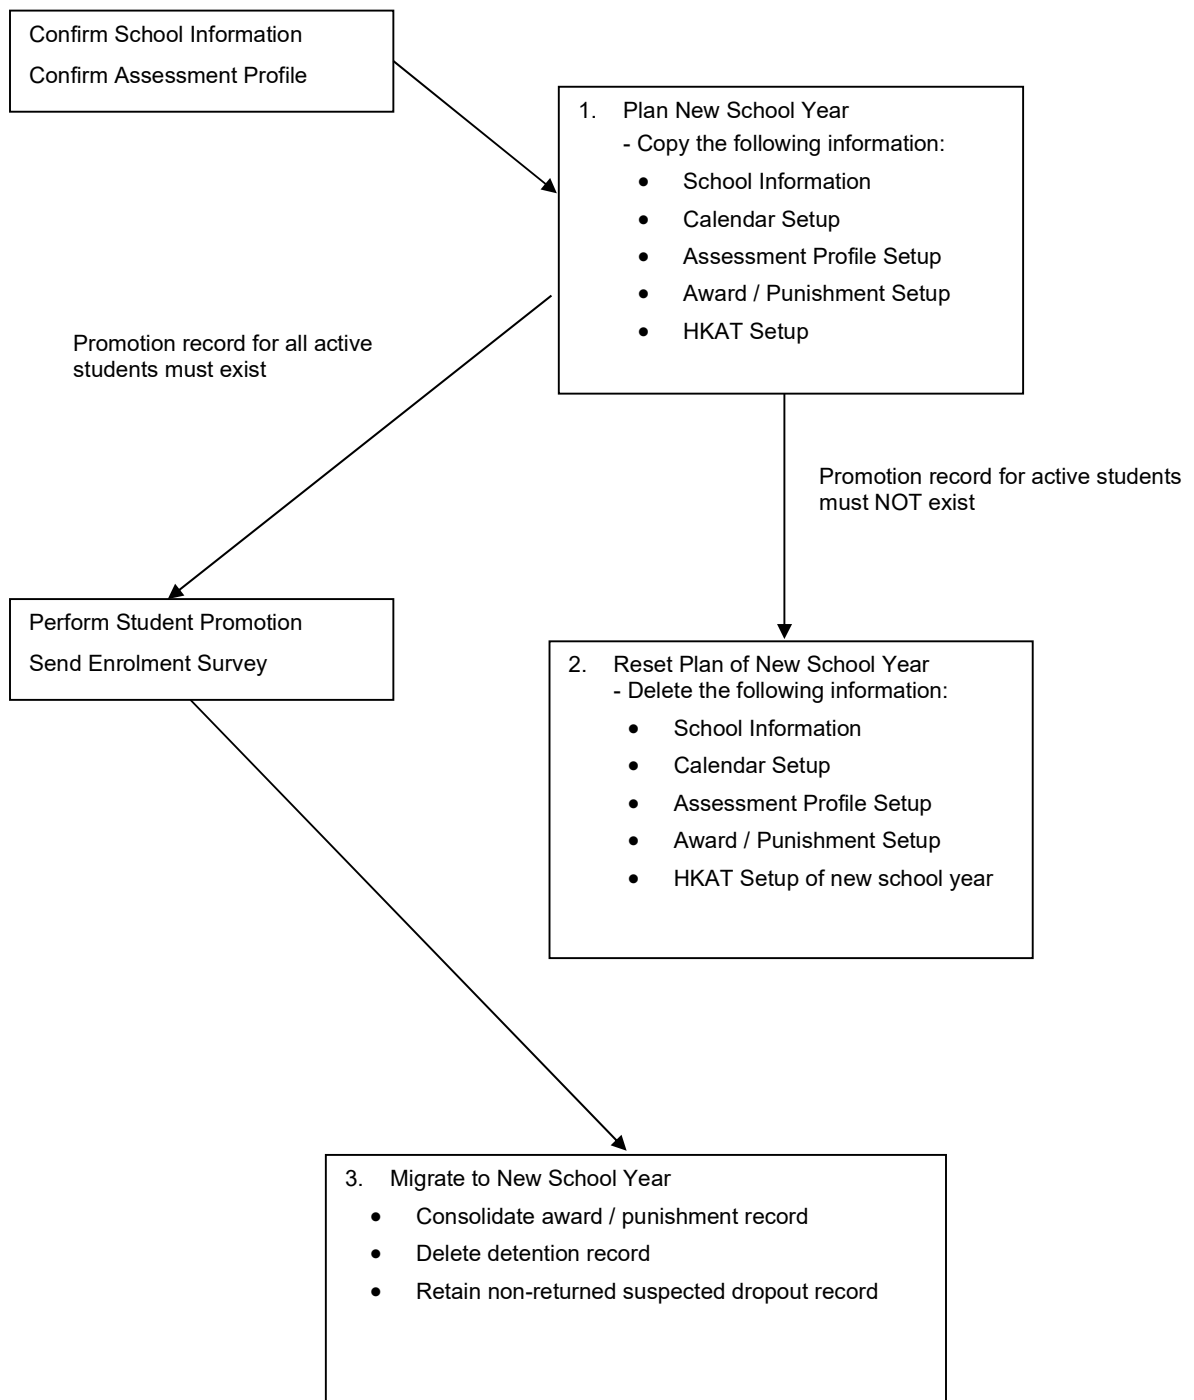 Confirm School Information
Confirm Assessment Profile
1. Plan New School Year
- Copy the following information:
● School Information
● Calendar Setup
● Assessment Profile Setup
● Award / Punishment Setup
● HKAT Setup
Promotion record for all active
students must exist
Promotion record for active students
must NOT exist
Perform Student Promotion
Send Enrolment Survey
2. Reset Plan of New School Year
- Delete the following information:
● School Information
● Calendar Setup
● Assessment Profile Setup
● Award / Punishment Setup
● HKAT Setup of new school year
3. Migrate to New School Year
● Consolidate award / punishment record
● Delete detention record
● Retain non-returned suspected dropout record